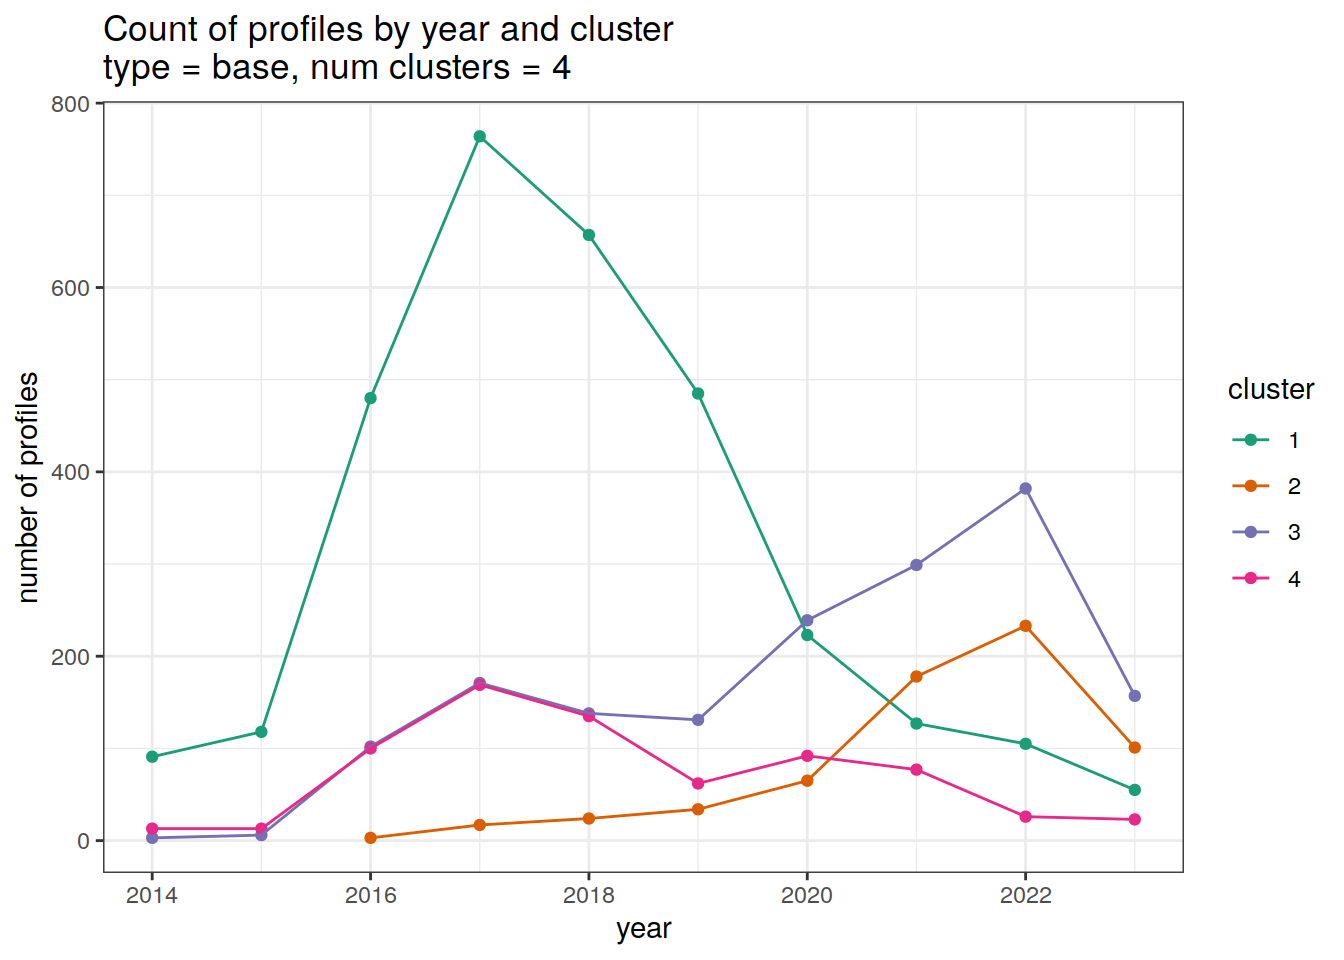 Count of profiles by year and cluster
type = base, num clusters = 4
800
600
400
200
0
number of profiles
2014
2016
2018
2020
2022
year
cluster
1
2
3
4